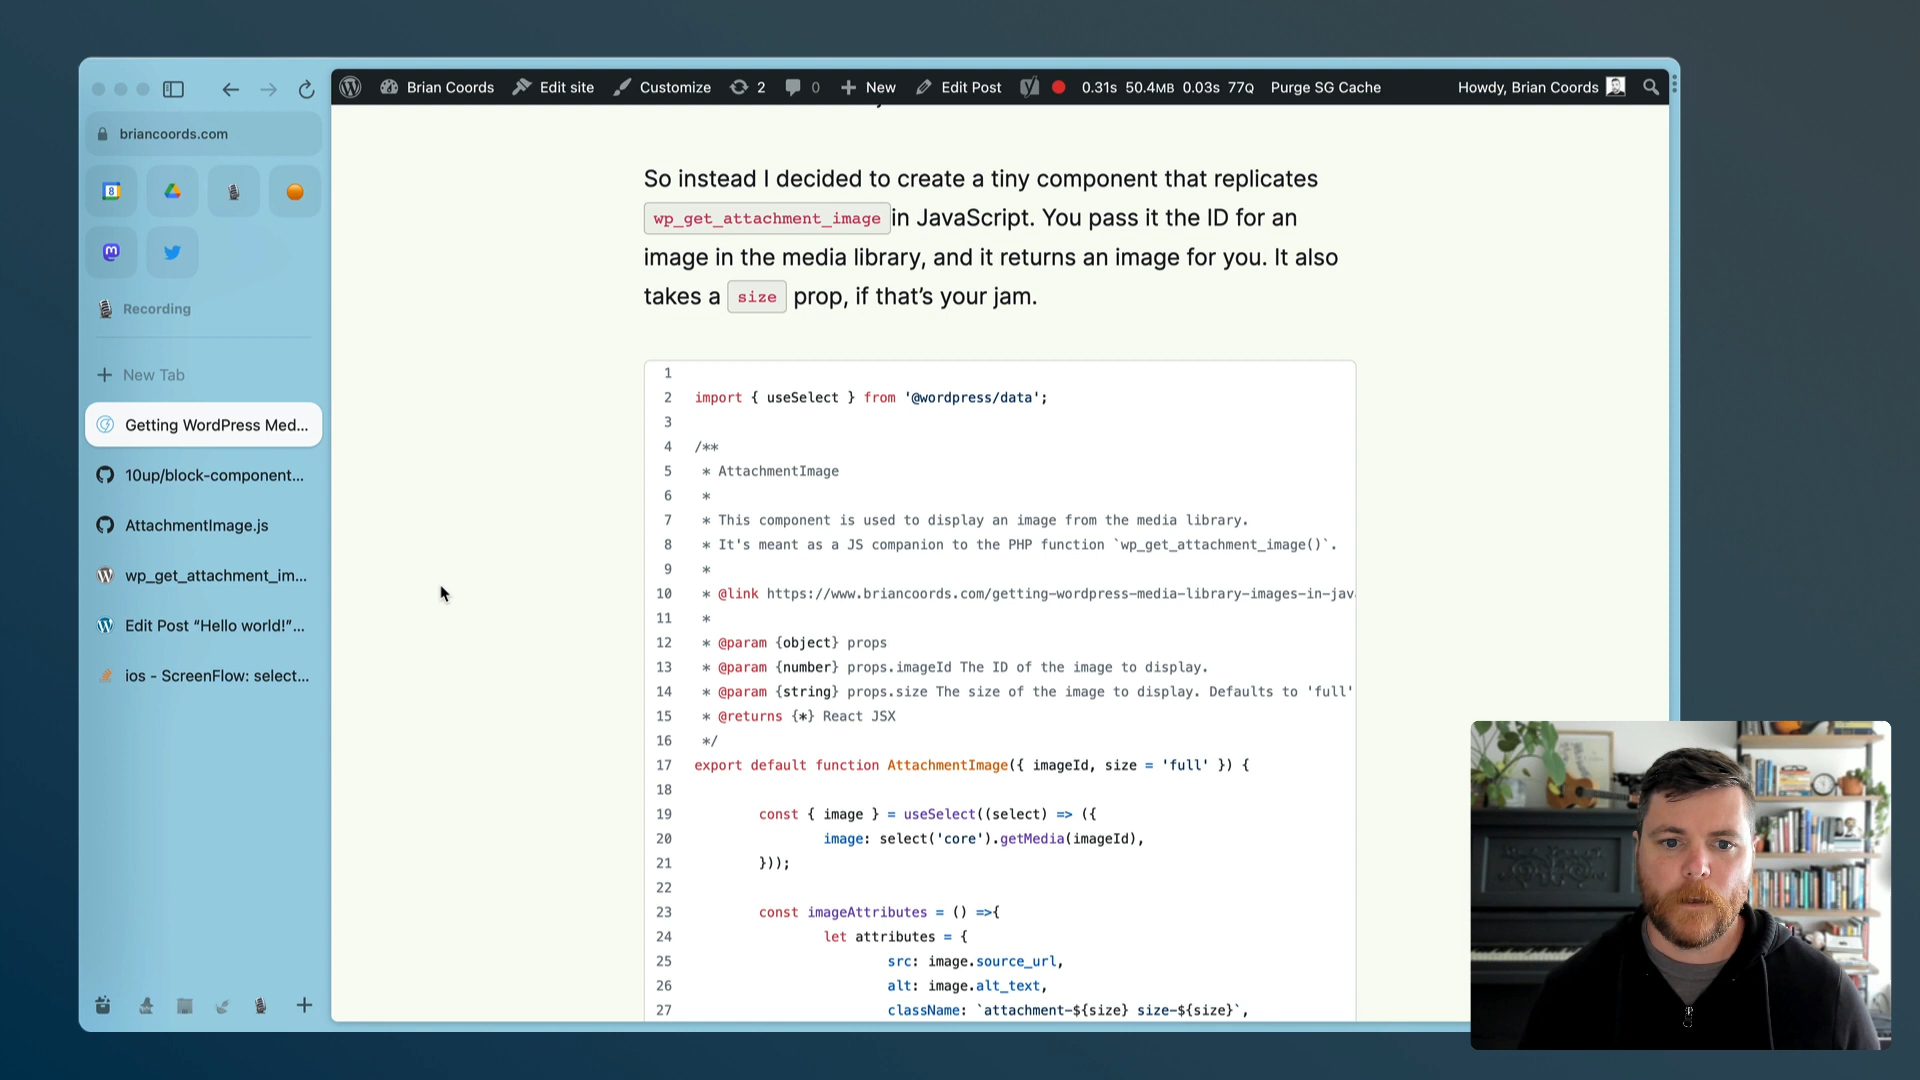 Brian Coords
Edit site
Customize
2
0
New
Edit Post
0.31s 50.4MB 0.03s 77Q
Purge SG Cache
Howdy, Brian Coords
briancoords.com
8
Recording
New Tab
Getting WordPress Med...
10up/block-component...
AttachmentImage.js
wp_get_attachment_im...
Edit Post “Hello world!”...
ios - ScreenFlow: select...
So instead I decided to create a tiny component that replicates
wp_get_attachment_image in JavaScript. You pass it the ID for an
image in the media library, and it returns an image for you. It also
takes a size prop, if that’s your jam.
1
2 import { useSelect } from '@wordpress/data';
3
4 /**
5 * AttachmentImage
6 *
7 * This component is used to display an image from the media library.
8 * It's meant as a JS companion to the PHP function `wp_get_attachment_image()`.
9 *
10 * @link https://www.briancoords.com/getting-wordpress-media-library-images-in-jav
11 *
12 * @param {object} props
13 * @param {number} props.imageId The ID of the image to display.
14 * @param {string} props.size The size of the image to display. Defaults to 'full'
15 * @returns {*} React JSX
16 */
17 export default function AttachmentImage({ imageId, size = 'full' }) {
18
19 const { image } = useSelect((select) => ({
20 image: select('core').getMedia(imageId),
21 }));
22
23 const imageAttributes = () =>{
24 let attributes = {
25 src: image.source_url,
26 alt: image.alt_text,
27 className: `attachment-${size} size-${size}`,